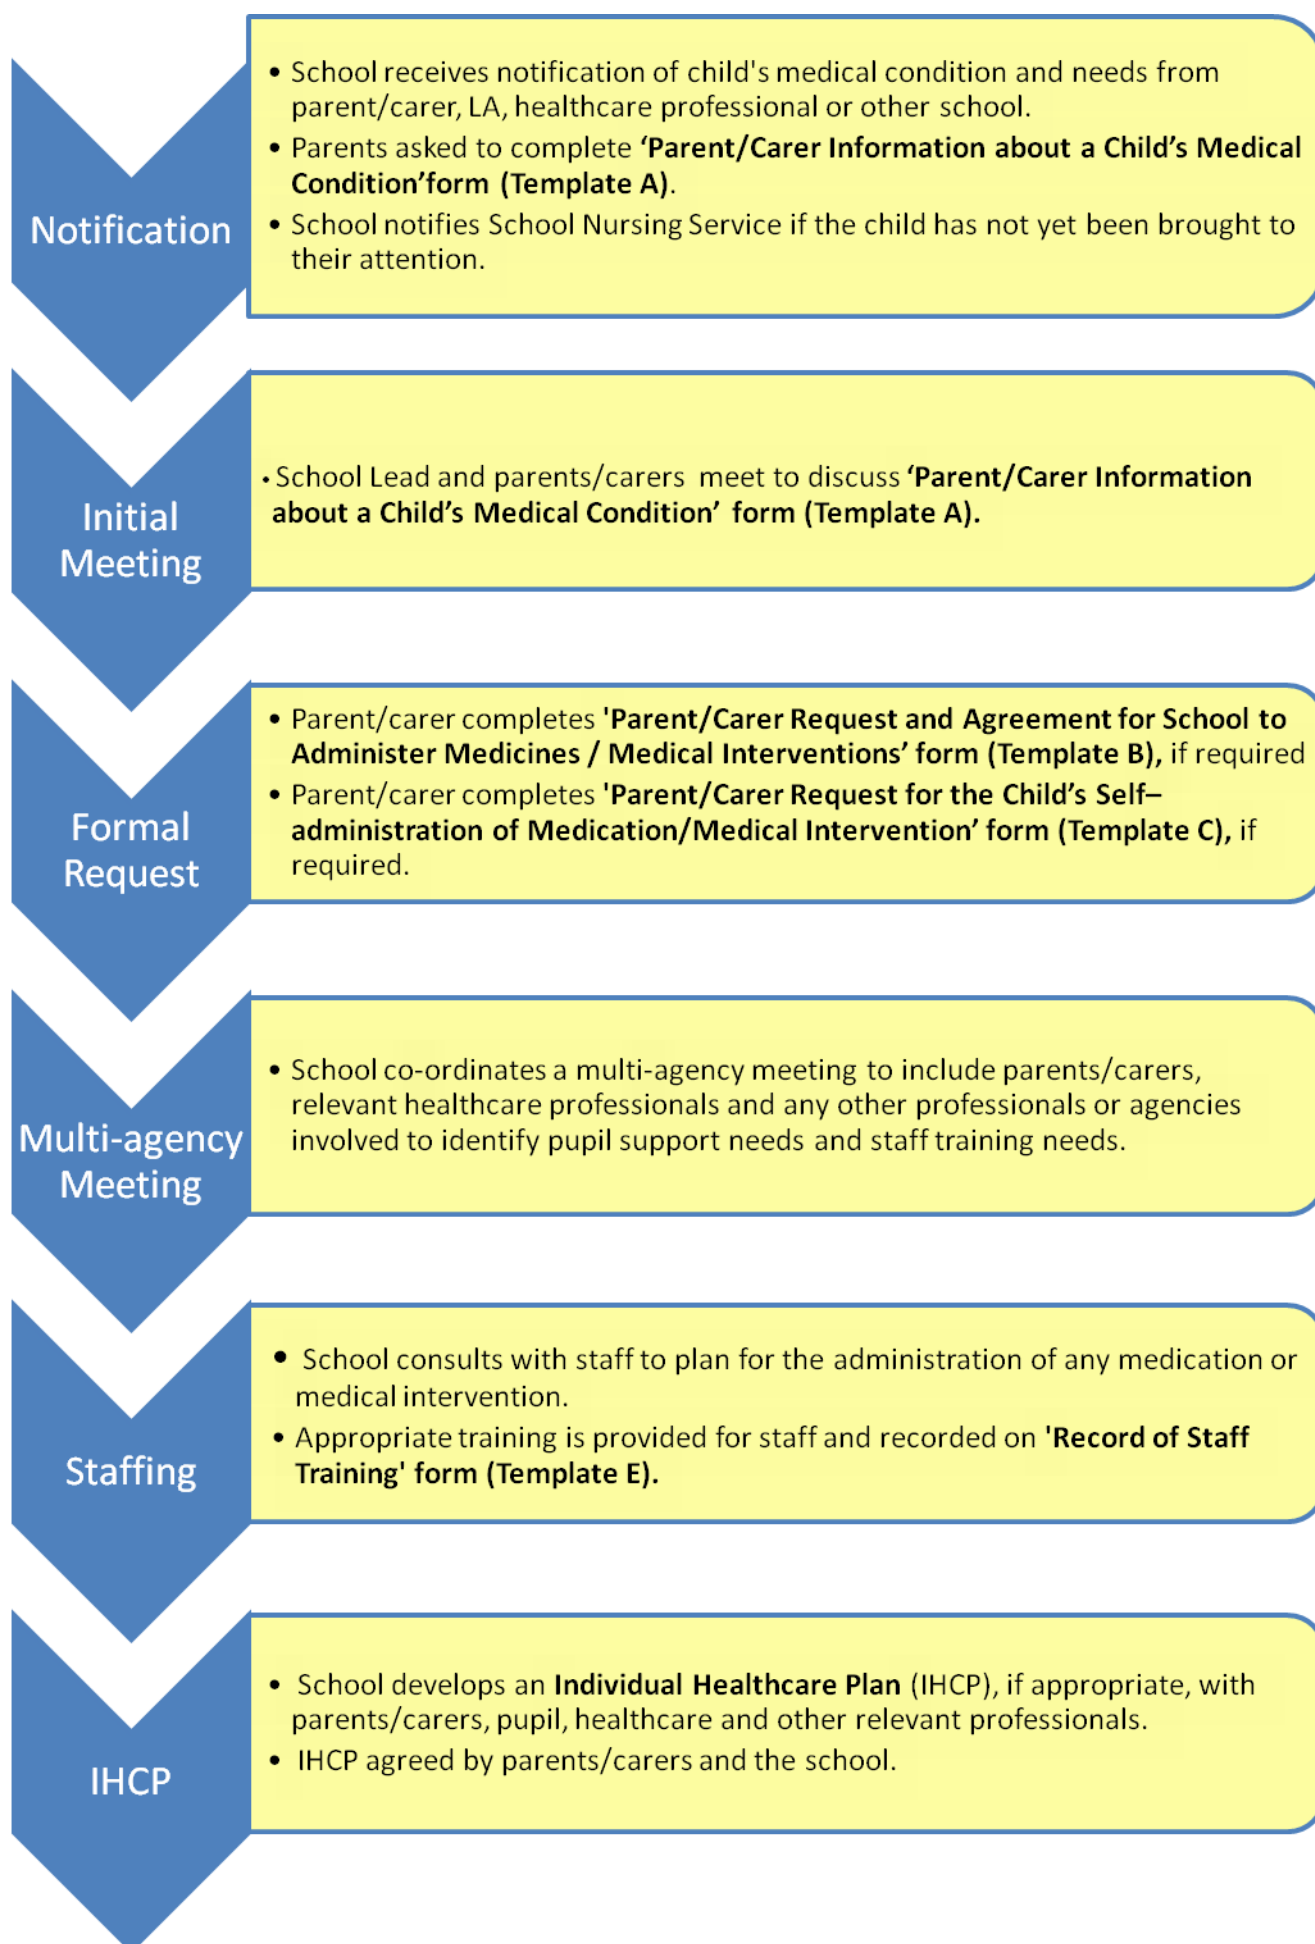 Notification
• School receives notification of child's medical condition and needs from
parent/carer, LA, healthcare professional or other school.
• Parents asked to complete ‘Parent/Carer Information about a Child’s Medical
Condition’form (Template A).
• School notifies School Nursing Service if the child has not yet been brought to
their attention.
Initial
Meeting
• School Lead and parents/carers meet to discuss ‘Parent/Carer Information
about a Child’s Medical Condition’ form (Template A).
Formal
Request
• Parent/carer completes 'Parent/Carer Request and Agreement for School to
Administer Medicines / Medical Interventions’ form (Template B), if required
• Parent/carer completes 'Parent/Carer Request for the Child’s Self–
administration of Medication/Medical Intervention’ form (Template C), if
required.
Multi-agency
Meeting
• School co-ordinates a multi-agency meeting to include parents/carers,
relevant healthcare professionals and any other professionals or agencies
involved to identify pupil support needs and staff training needs.
Staffing
• School consults with staff to plan for the administration of any medication or
medical intervention.
• Appropriate training is provided for staff and recorded on 'Record of Staff
Training' form (Template E).
IHCP
• School develops an Individual Healthcare Plan (IHCP), if appropriate, with
parents/carers, pupil, healthcare and other relevant professionals.
• IHCP agreed by parents/carers and the school.